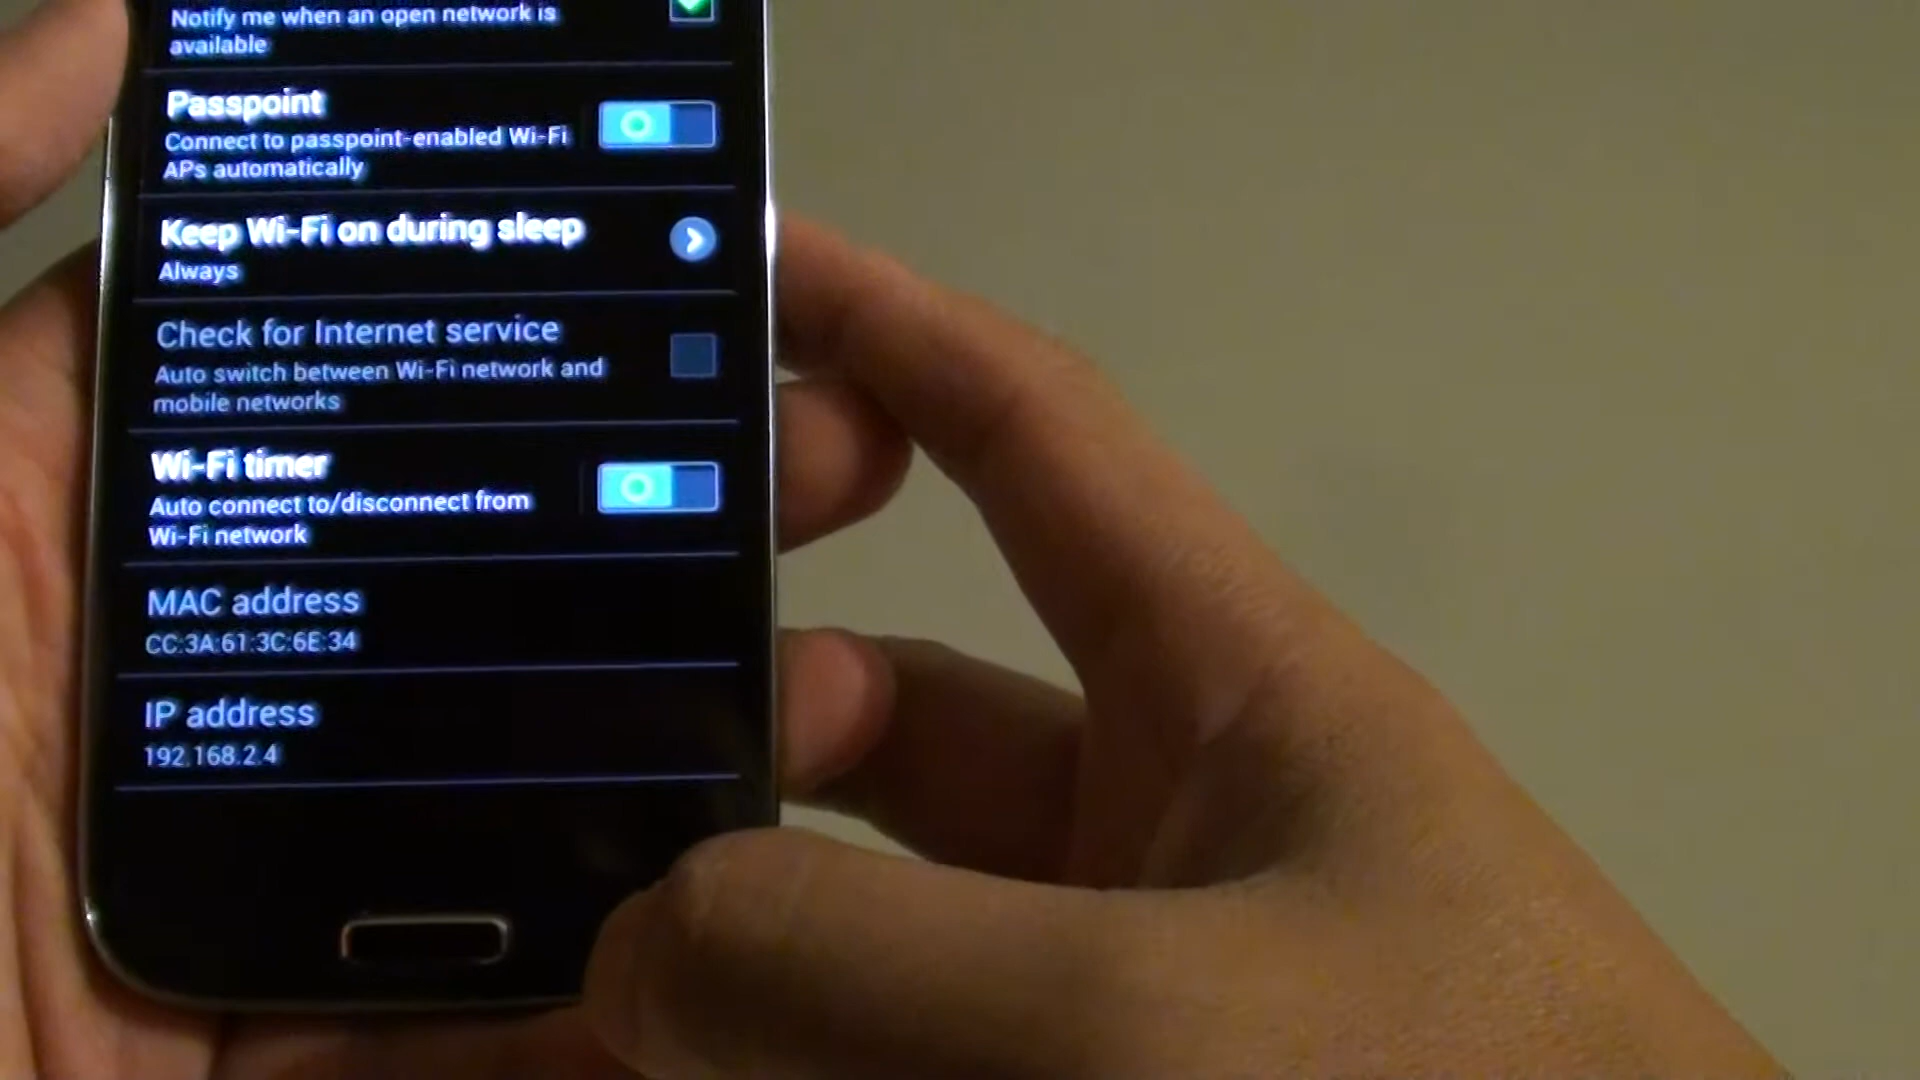 Notify me when an open network is
available
Passpoint
Connect to passpoint-enabled Wi-Fi
APs automatically
Keep Wi-Fi on during sleep
Always
Check for Internet service
Auto switch between Wi-Fi network and
mobile networks
Wi-Fi timer
Auto connect to/disconnect from
Wi-Fi network
MAC address
CC:3A:61:3C:6E:34
IP address
192.168.2.4